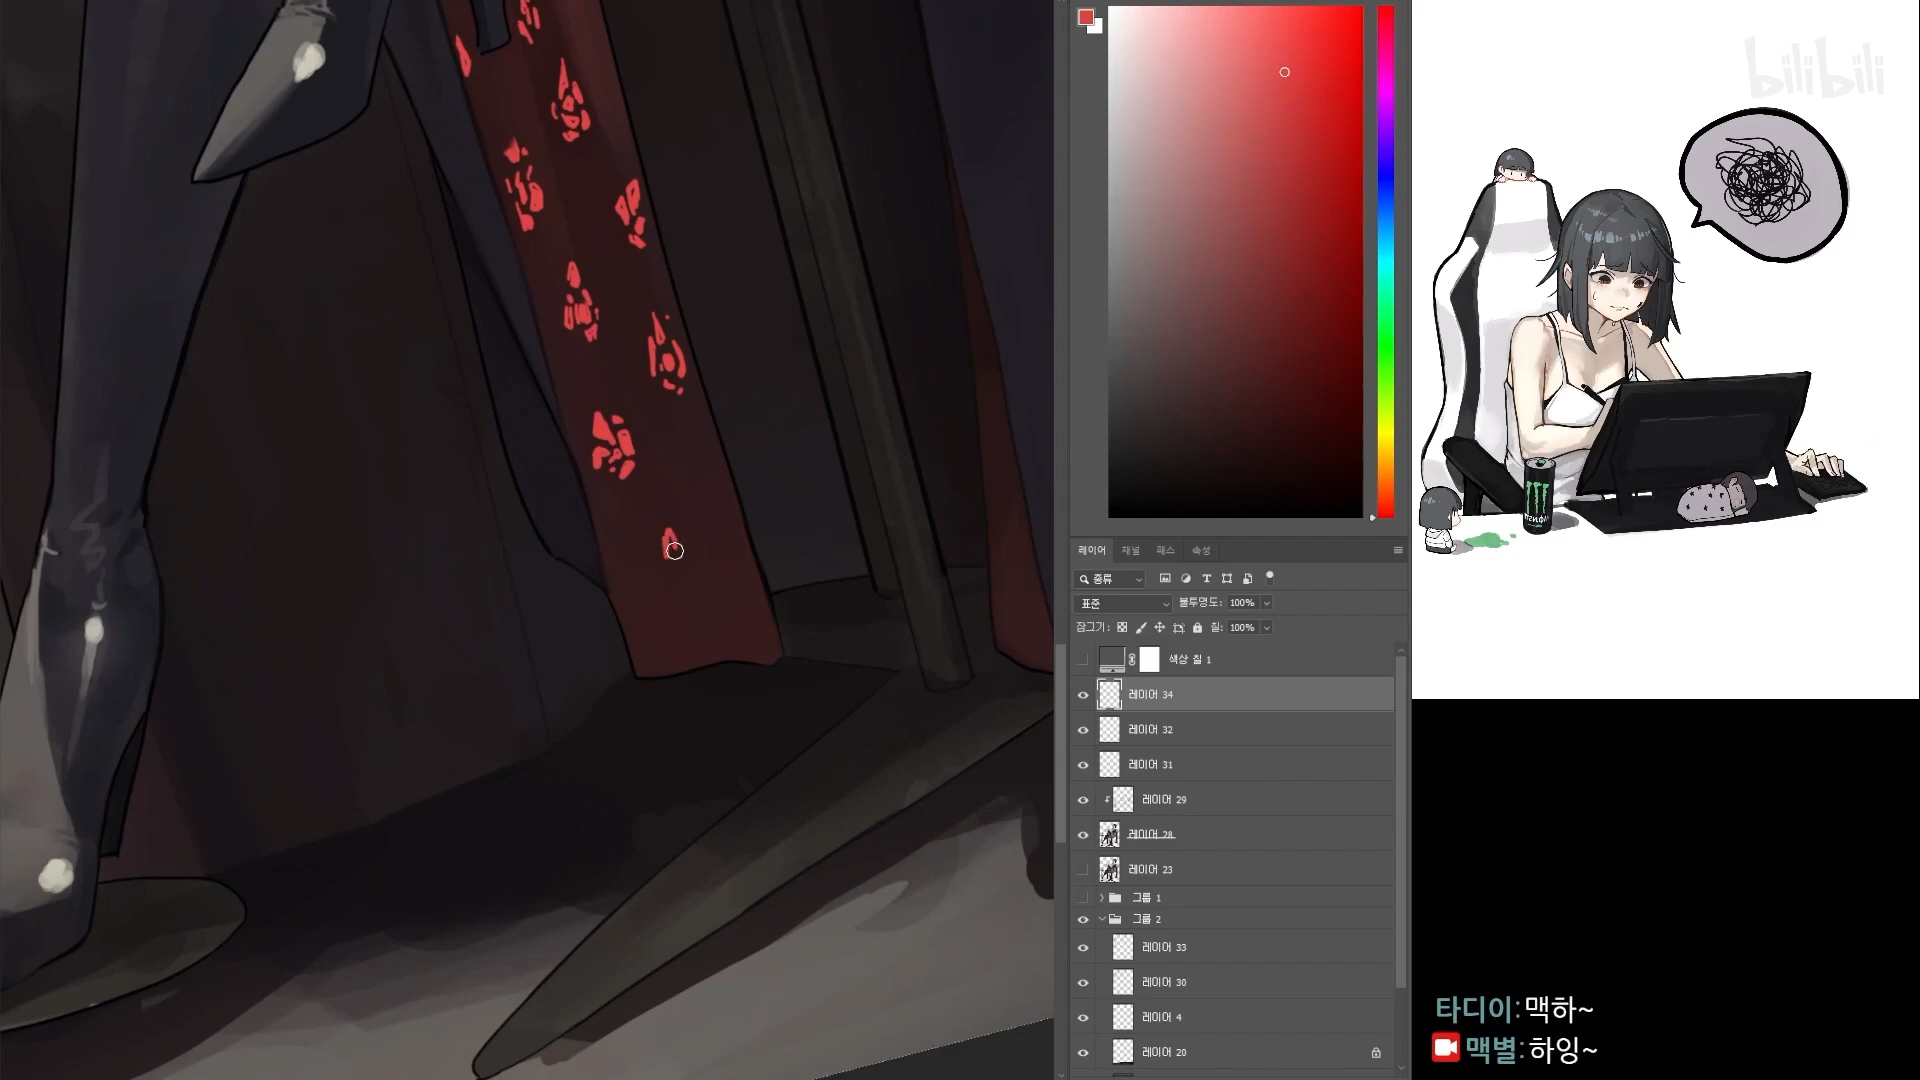 bilibili
레이어 채널 패스 속성
종류
표준 불투명도: 100%
잠그기: 칠: 100%
색상 칠 1
레이어 34
레이어 32
레이어 31
레이어 29
레이어 28
레이어 23
그룹 1
그룹 2
레이어 33
레이어 30
레이어 4
레이어 20
타디이: 맥하~
맥별: 하잉~